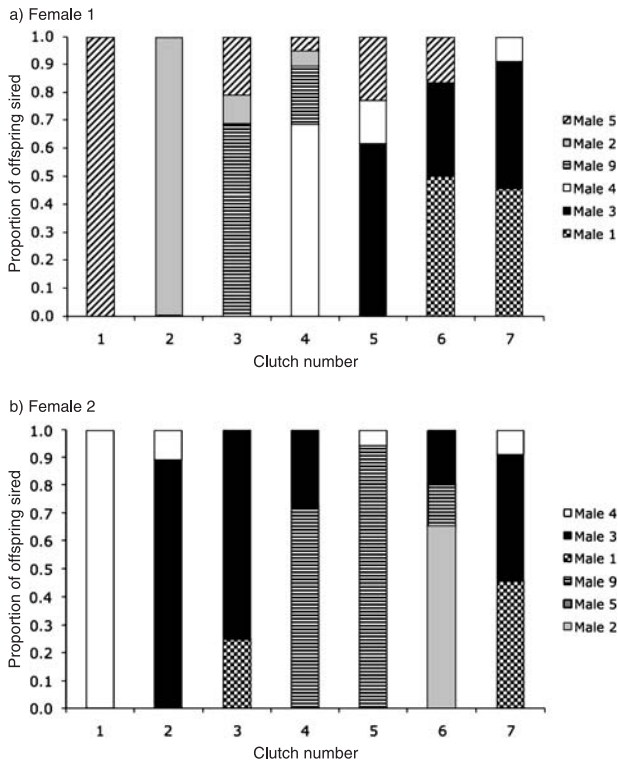 a) Female 1
Proportion of offspring sired
1.0
0.9
0.8
0.7
0.6
0.5
0.4
0.3
0.2
0.1
0.0
1 2 3 4 5 6 7
Clutch number
Male 5
Male 2
Male 9
Male 4
Male 3
Male 1
b) Female 2
Proportion of offspring sired
1.0
0.9
0.8
0.7
0.6
0.5
0.4
0.3
0.2
0.1
0.0
1 2 3 4 5 6 7
Clutch number
Male 4
Male 3
Male 1
Male 9
Male 5
Male 2